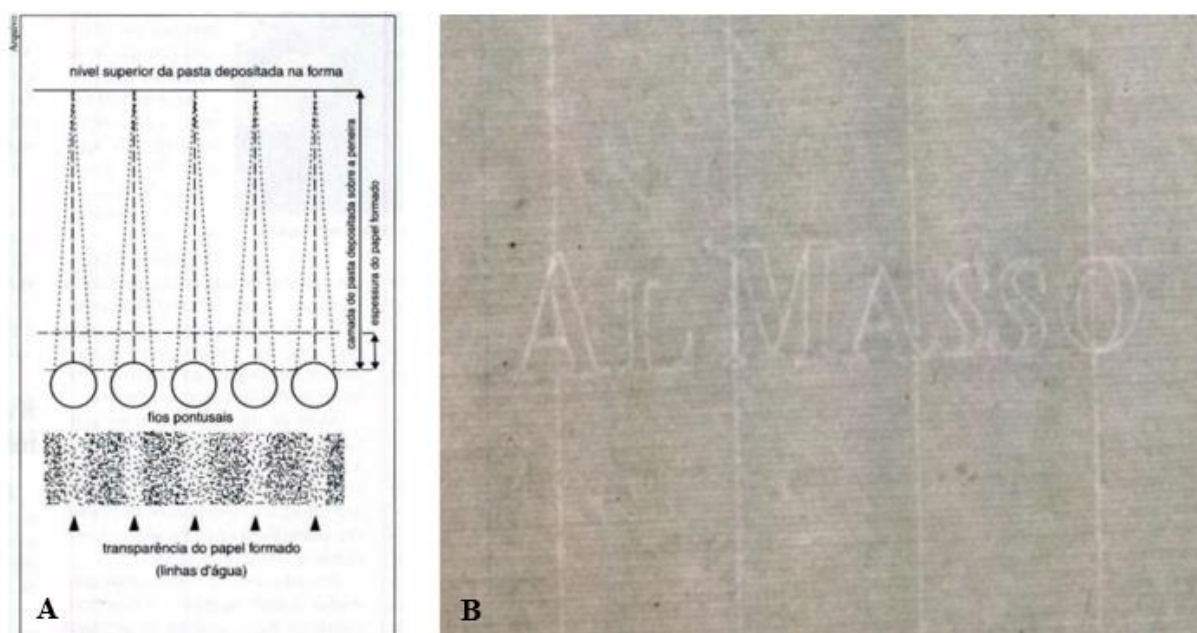 Arquivo
nível superior da pasta depositada na forma
camada de pasta depositada sobre a peneira
espessura do papel formado
fios pontusais
transparência do papel formado
(linhas d'água)
A
AL MASSO
B